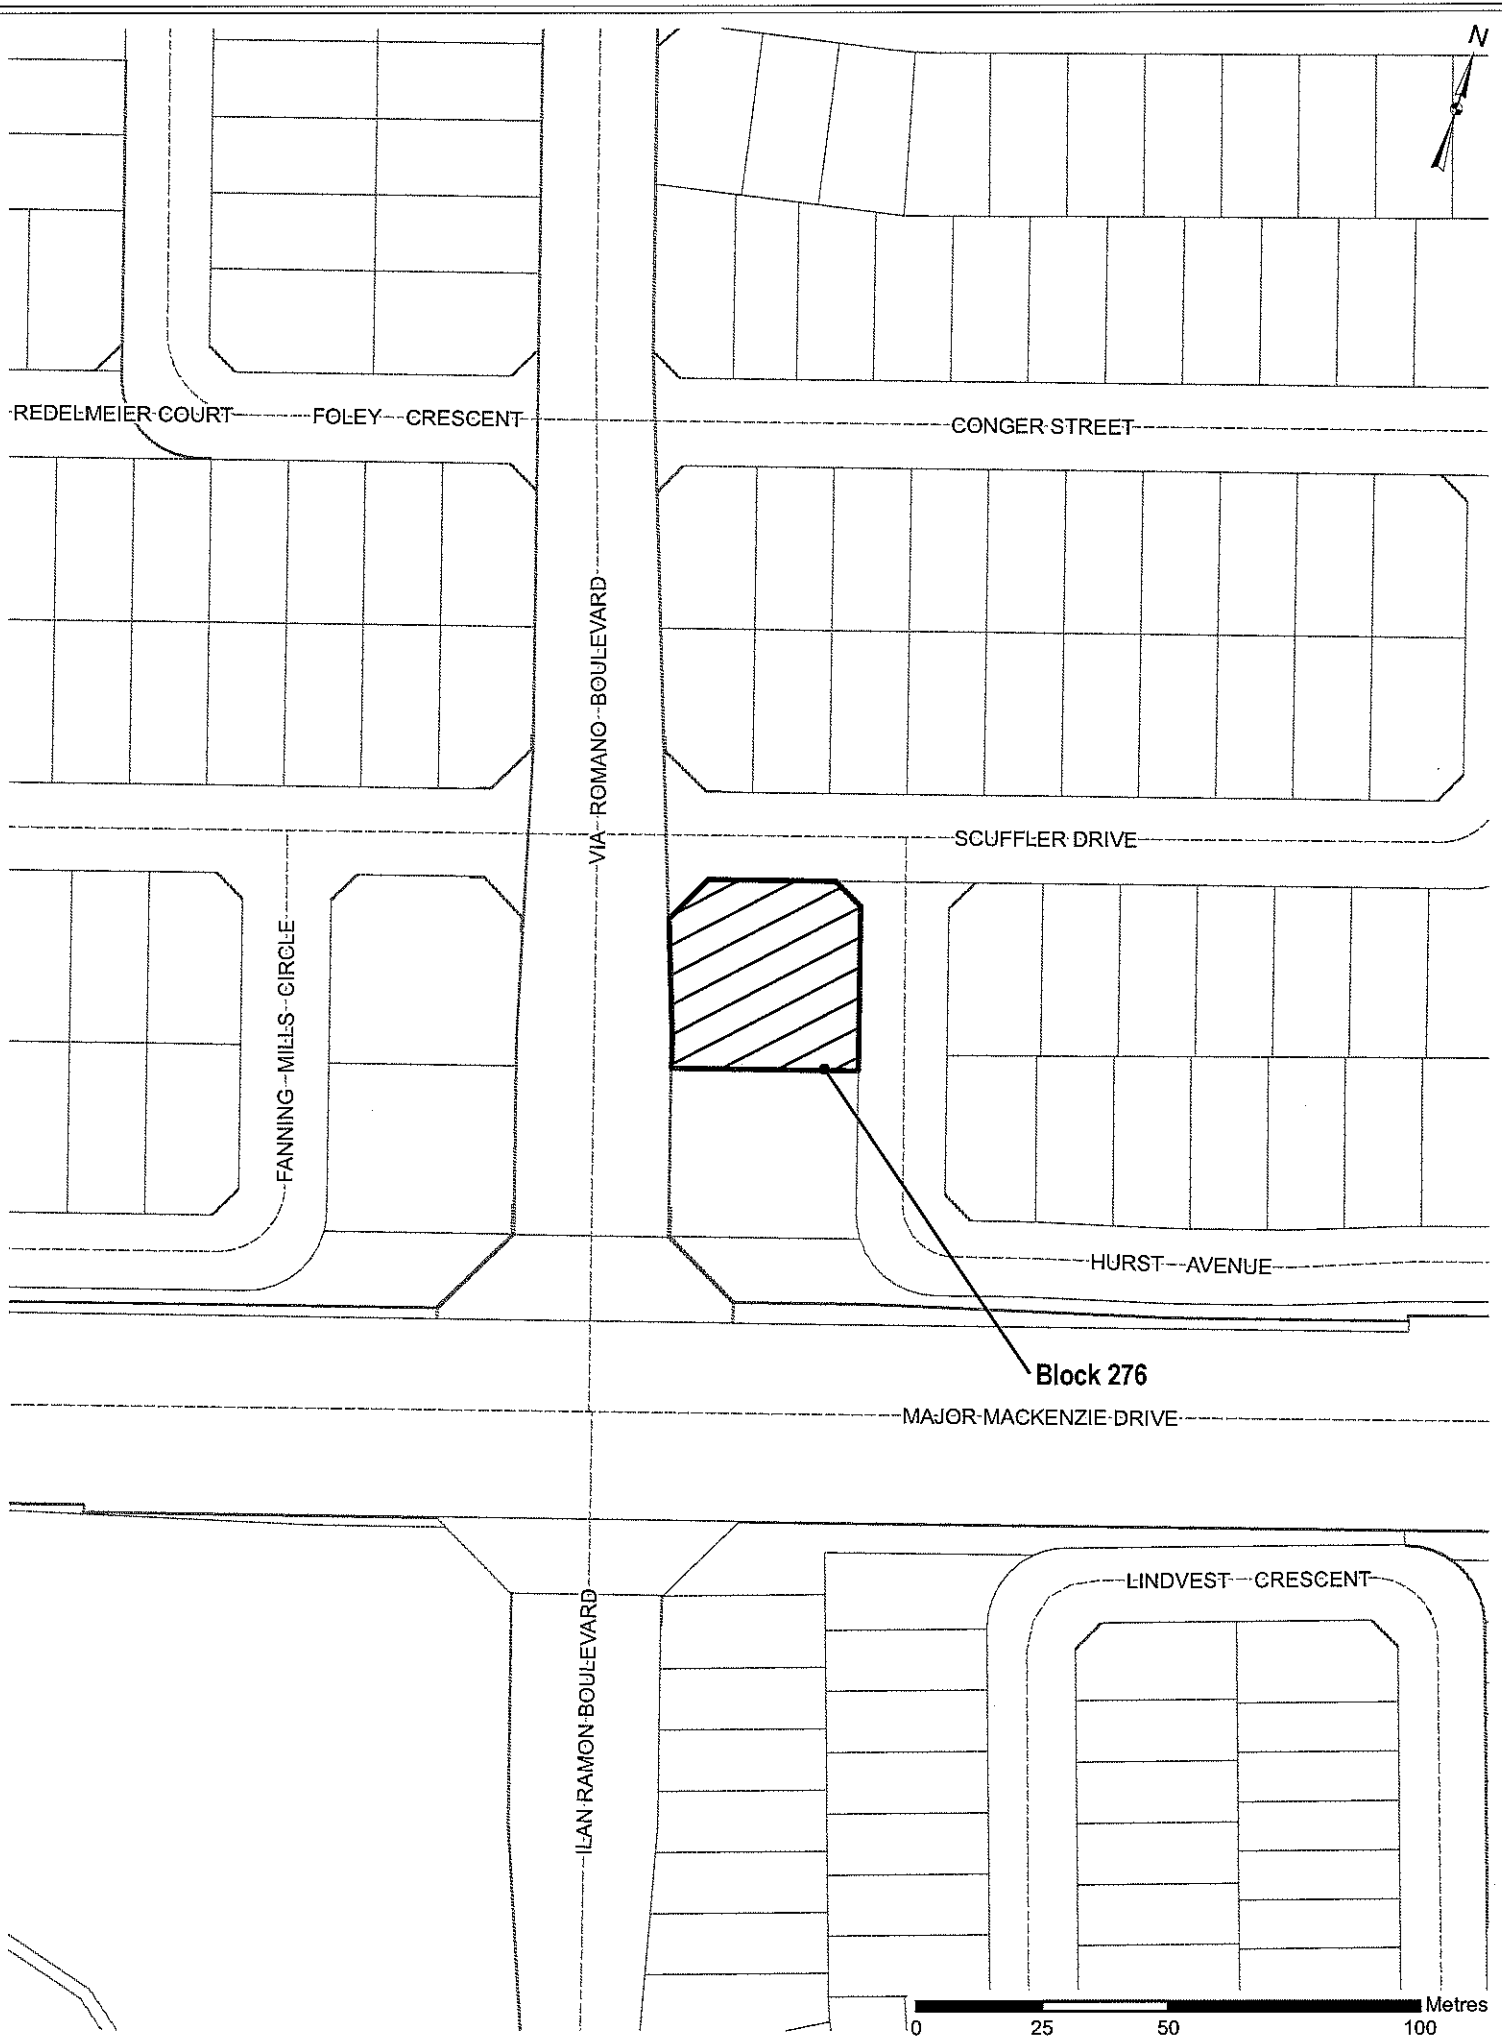 N
REDELMEIER COURT
FOLEY CRESCENT
CONGER STREET
VIA ROMANO BOULEVARD
SCUFFLER DRIVE
FANNING MILLS CIRCLE
HURST AVENUE
Block 276
MAJOR MACKENZIE DRIVE
LINDVEST CRESCENT
ILAN RAMON BOULEVARD
Metres
0 25 50 100